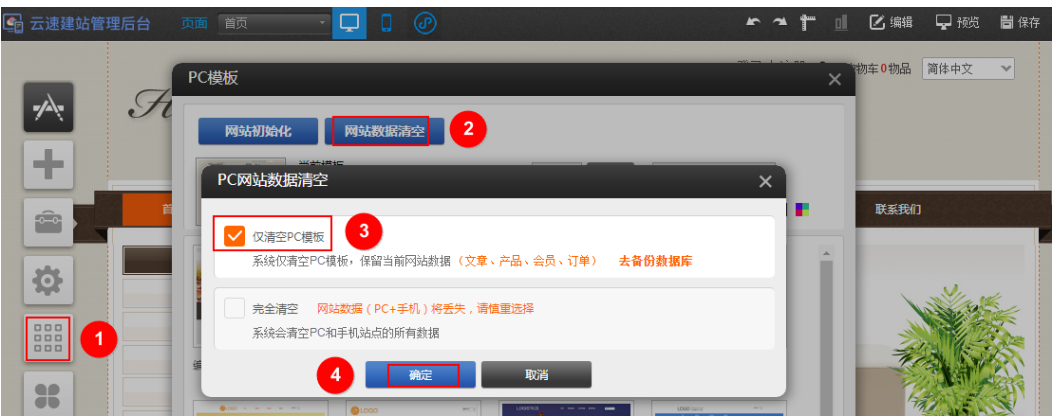 云速建站管理后台 页面 首页 编辑 预览 保存
物车0物品 简体中文
PC模板
网站初始化 网站数据清空 2
当前模板
PC网站数据清空
首
联系我们
仅清空PC模板 3
系统仅清空PC模板，保留当前网站数据（文章、产品、会员、订单） 去备份数据库
完全清空 网站数据（PC+手机）将丢失，请慎重选择
系统会清空PC和手机站点的所有数据
1
编
4 确定 取消
LOGO